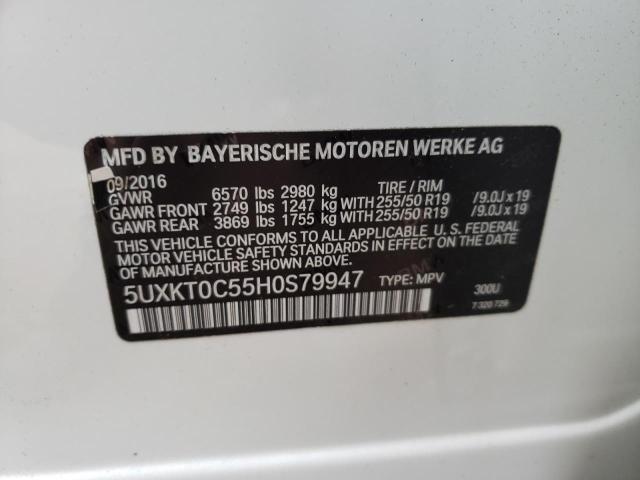 MFD BY BAYERISCHE MOTOREN WERKE AG
09/2016
TIRE / RIM
GVWR 6570 lbs 2980 kg
GAWR FRONT 2749 lbs 1247 kg WITH 255/50 R19 /9.0J x 19
GAWR REAR 3869 lbs 1755 kg WITH 255/50 R19 /9.0J x 19
THIS VEHICLE CONFORMS TO ALL APPLICABLE U. S. FEDERAL
MOTOR VEHICLE SAFETY STANDARDS IN EFFECT ON THE
DATE OF MANUFACTURE SHOWN ABOVE.
5UXKT0C55H0S79947 TYPE: MPV 300U
7 320 729